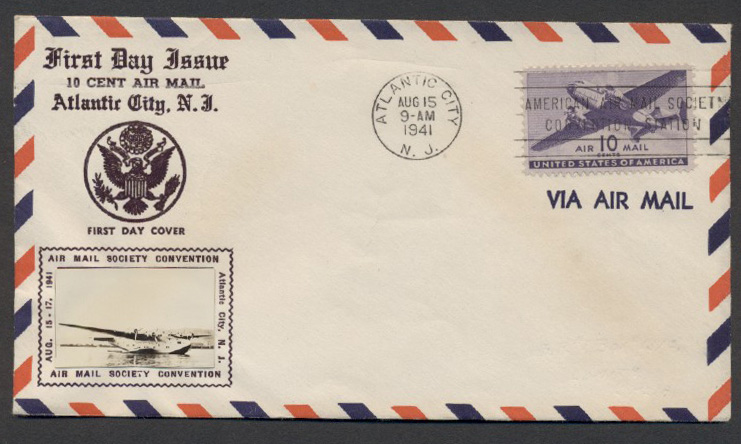 First Day Issue
10 CENT AIR MAIL
Atlantic City, N. J.
FIRST DAY COVER
AIR MAIL SOCIETY CONVENTION
AUG. 15 - 17, 1941
Atlantic City, N. J.
AIR MAIL SOCIETY CONVENTION
ATLANTIC CITY
AUG 15
9-AM
1941
N. J.
AMERICAN AIR MAIL SOCIETY
CONVENTION STATION
10
AIR MAIL
CENTS
UNITED STATES OF AMERICA
VIA AIR MAIL